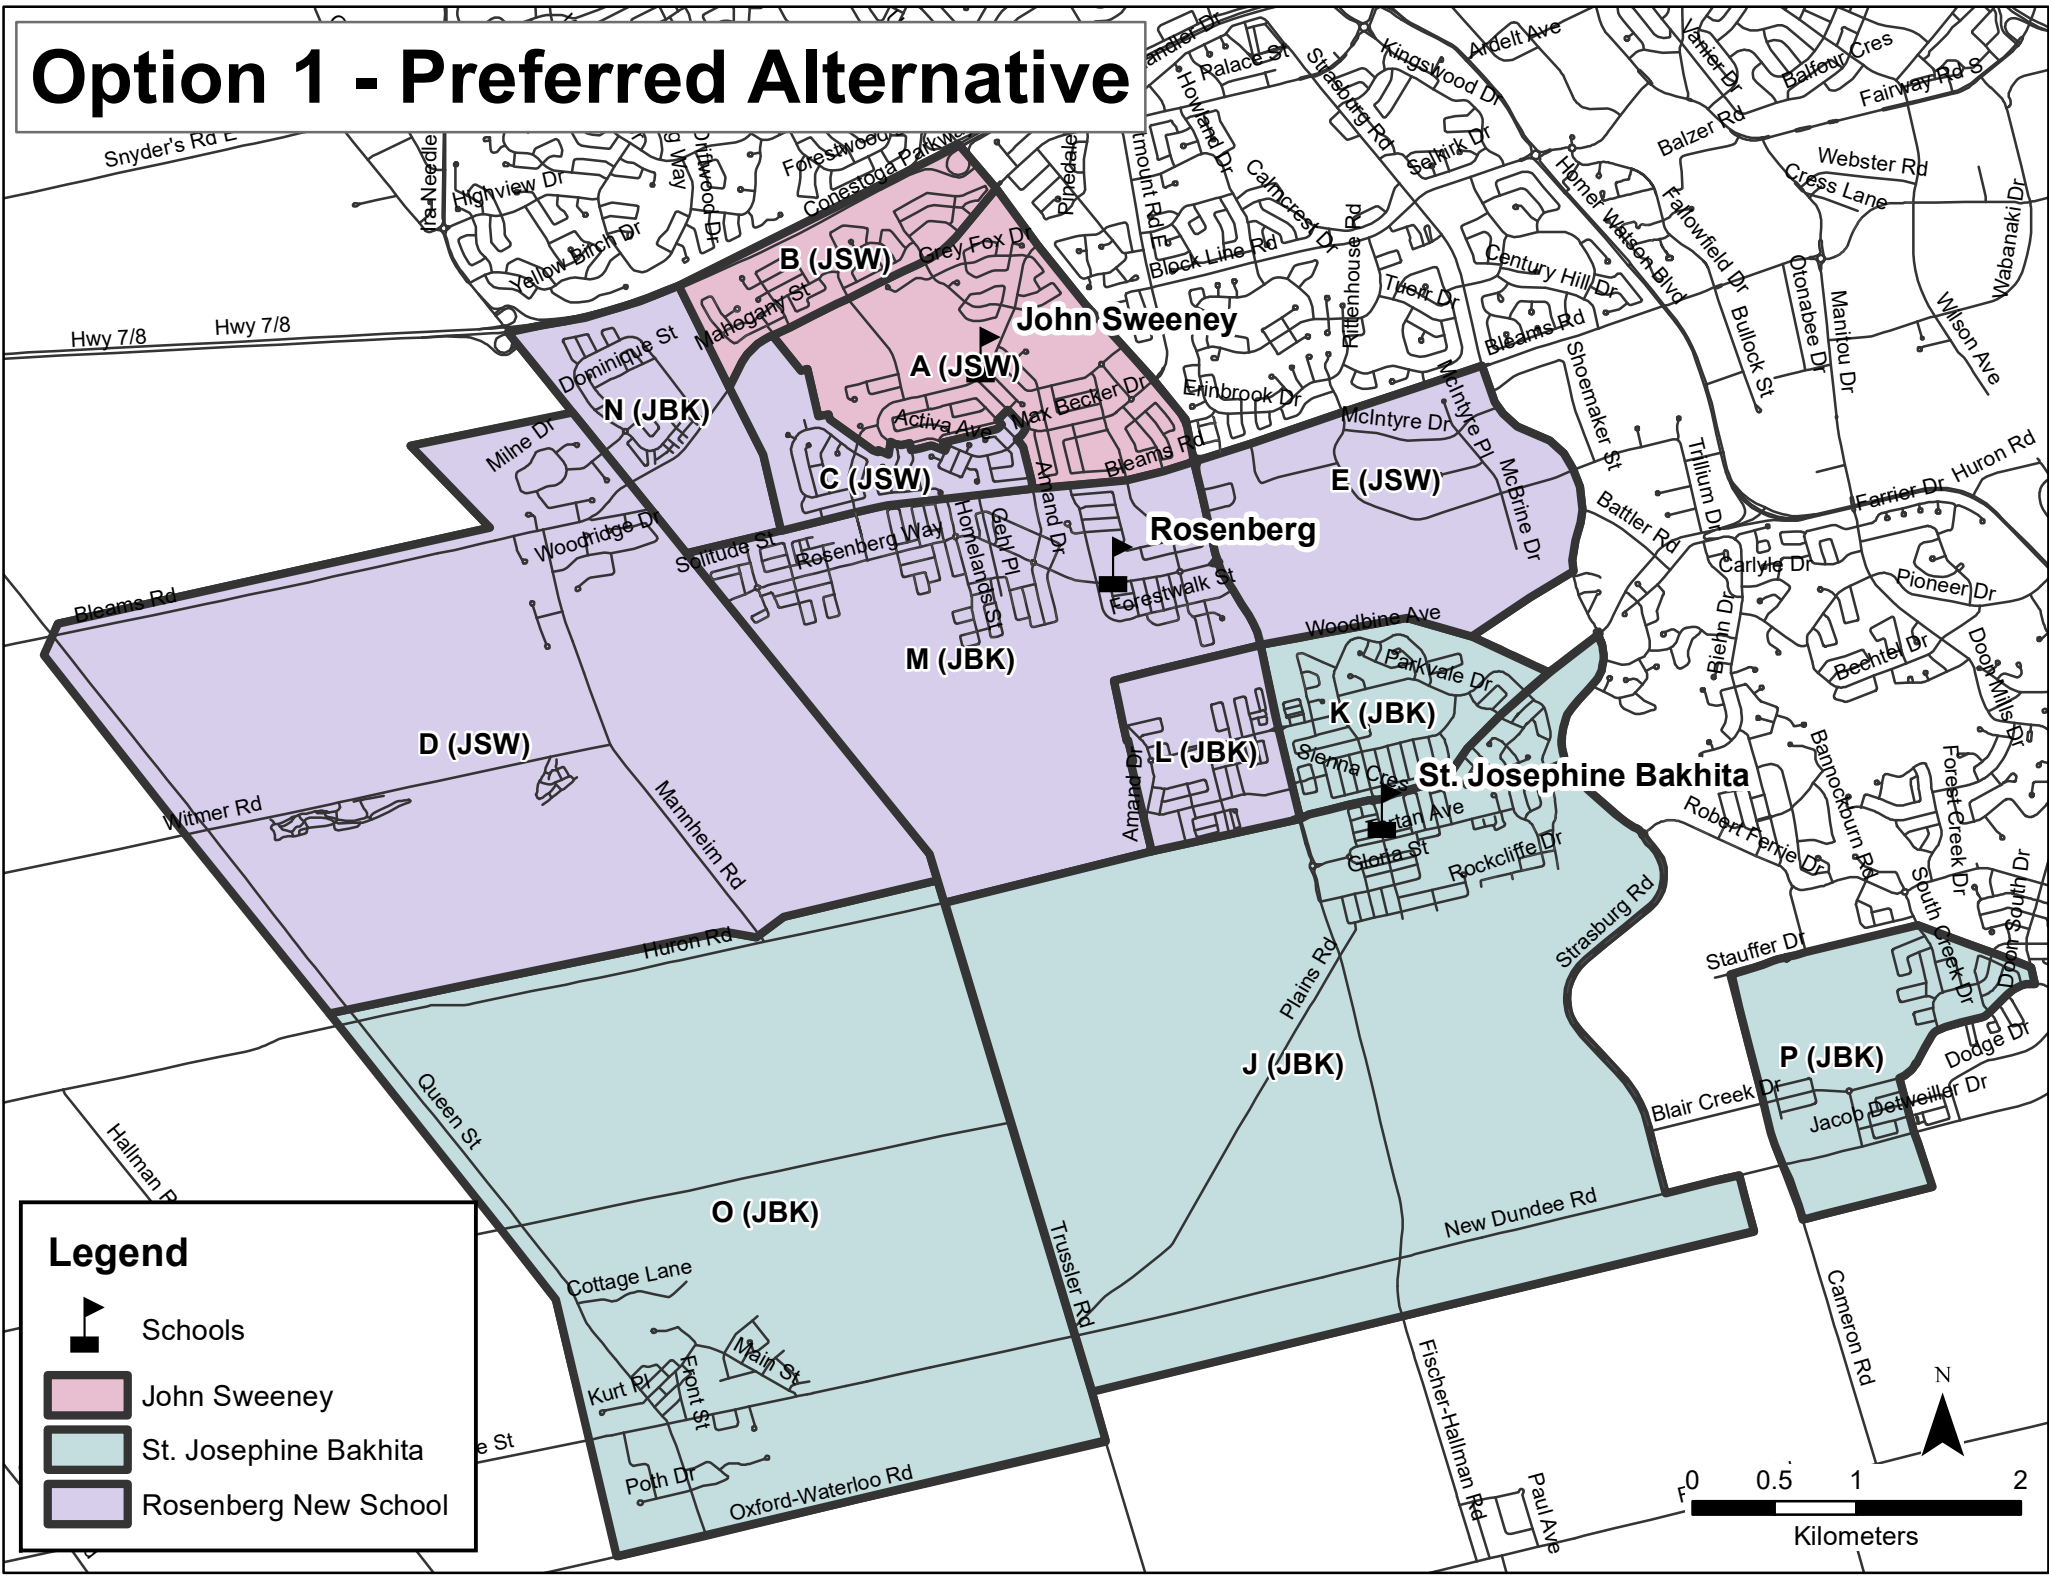 Option 1 - Preferred Alternative
Snyder's Rd E
Highview Dr
Yellow Birch Dr
Driftwood Dr
Conestoga
Pinedale
Howland Dr
Palace St
Strasburg Rd
Kingswood Dr
Ardelt Ave
Vanier Dr
Balfour Cres
Fairway Rd S
Balzer Rd
Selkirk Dr
Calmcrest Dr
Homer Watson Blvd
Webster Rd
Cress Lane
Fallowfield Dr
Wabanaki Dr
Block Line Rd
Rittenhouse Rd
Century Hill Dr
Tuerr Dr
Otonabee Dr
Manitou Dr
Wilson Ave
Bullock St
Hwy 7/8
Hwy 7/8
B (JSW)
Grey Fox Dr
Mahogany St
John Sweeney
A (JSW)
Dominique St
N (JBK)
Activa Ave
Max Becker Dr
Bleams Rd
Erinbrook Dr
Bleams Rd
McIntyre Dr
McIntyre Pl
Shoemaker St
Milne Dr
C (JSW)
E (JSW)
McBrine Dr
Trillium Dr
Battler Rd
Farrier Dr
Huron Rd
Woodridge Dr
Solitude St
Rosenberg Way
Homelands St
Gehl Pl
Amand Dr
Rosenberg
Forestwalk St
Carlyle Dr
Pioneer Dr
Bechtel Dr
Biehn Dr
Doon Mills Dr
Bleams Rd
M (JBK)
Woodbine Ave
Parkvale Dr
K (JBK)
D (JSW)
L (JBK)
Sienna Cres
St. Josephine Bakhita
Amand Dr
Tartan Ave
Gloria St
Rockcliffe Dr
Witmer Rd
Mannheim Rd
Robert Ferrie Dr
Bannockburn Rd
Forest Creek Dr
South Creek Dr
Doon South Dr
Huron Rd
Strasburg Rd
Stauffer Dr
Plains Rd
J (JBK)
P (JBK)
Dodge Dr
Blair Creek Dr
Jacob Detweiller Dr
Queen St
Hallman
O (JBK)
New Dundee Rd
Trussler Rd
Cottage Lane
Main St
Kurt Pl
Front St
Poth Dr
Oxford-Waterloo Rd
Fischer-Hallman Rd
Paul Ave
Cameron Rd
Legend
Schools
John Sweeney
St. Josephine Bakhita
Rosenberg New School
N
0 0.5 1 2
Kilometers